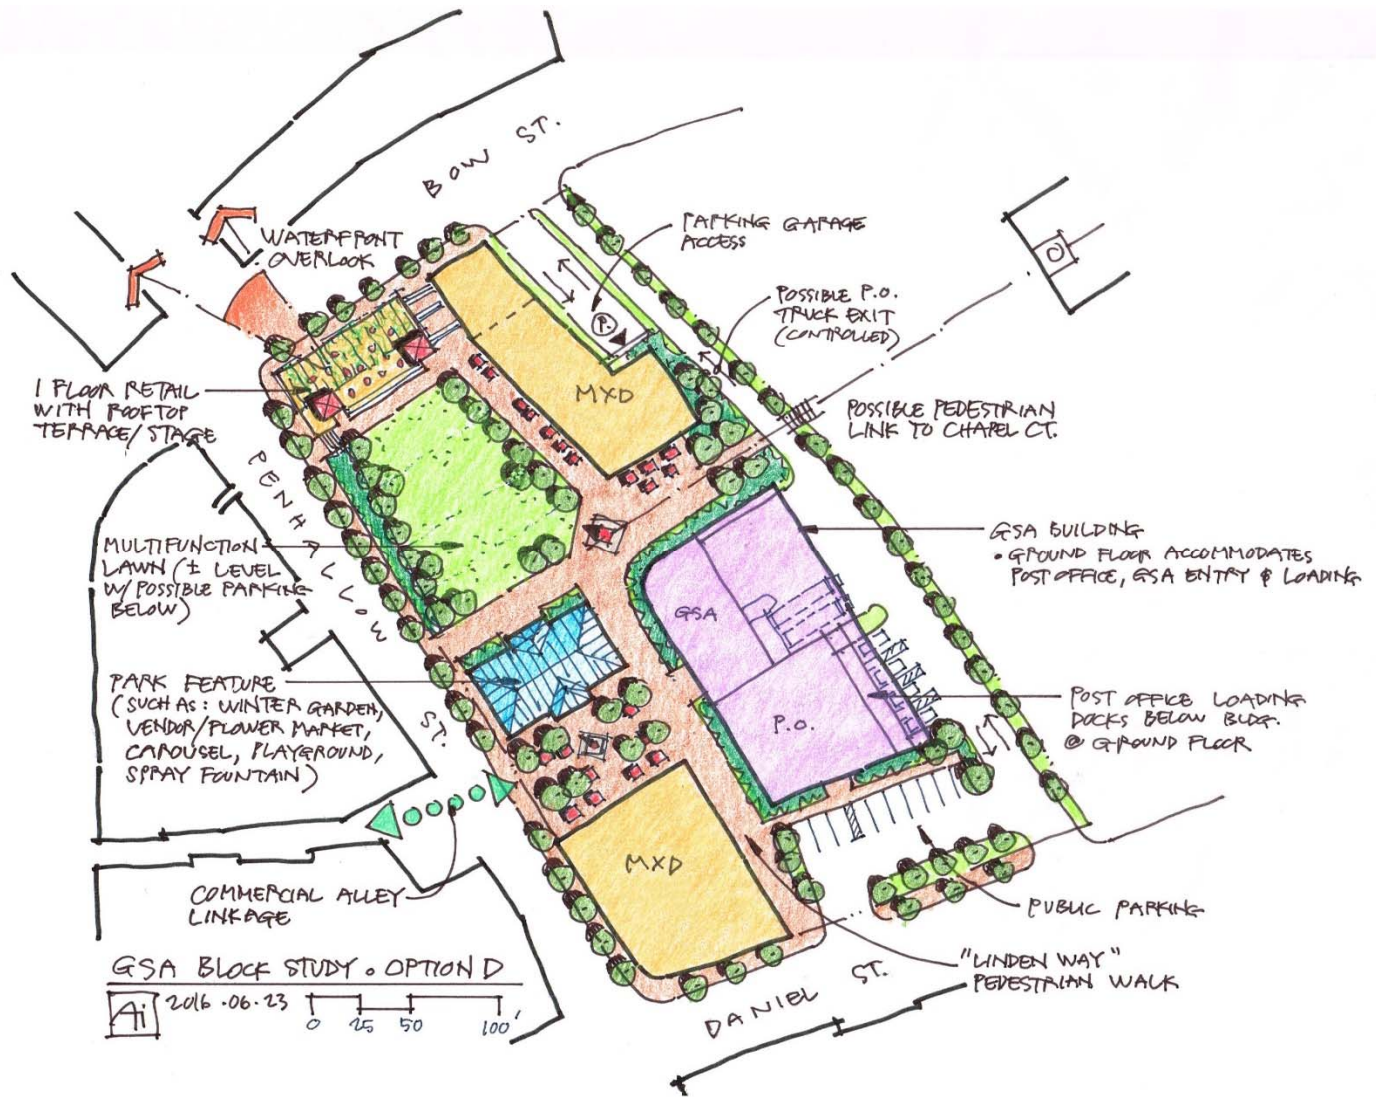 BOW ST.
WATERFRONT
OVERLOOK
PARKING GARAGE
ACCESS
POSSIBLE P.O.
TRUCK EXIT
(CONTROLLED)
P.
1 FLOOR RETAIL
WITH ROOFTOP
TERRACE/STAGE
MXD
POSSIBLE PEDESTRIAN
LINK TO CHAPEL CT.
PENHALLOW ST.
MULTIFUNCTION
LAWN (± LEVEL
W/ POSSIBLE PARKING
BELOW)
GSA BUILDING
• GROUND FLOOR ACCOMMODATES
POST OFFICE, GSA ENTRY & LOADING
GSA
PARK FEATURE
(SUCH AS: WINTER GARDEN,
VENDOR/FLOWER MARKET,
CAROUSEL, PLAYGROUND,
SPRAY FOUNTAIN)
P.O.
POST OFFICE LOADING
DOCKS BELOW BLDG.
@ GROUND FLOOR
MXD
COMMERCIAL ALLEY
LINKAGE
PUBLIC PARKING
"LINDEN WAY"
PEDESTRIAN WALK
DANIEL ST.
GSA BLOCK STUDY • OPTION D
Ai 2016.06.23
0 25 50 100'